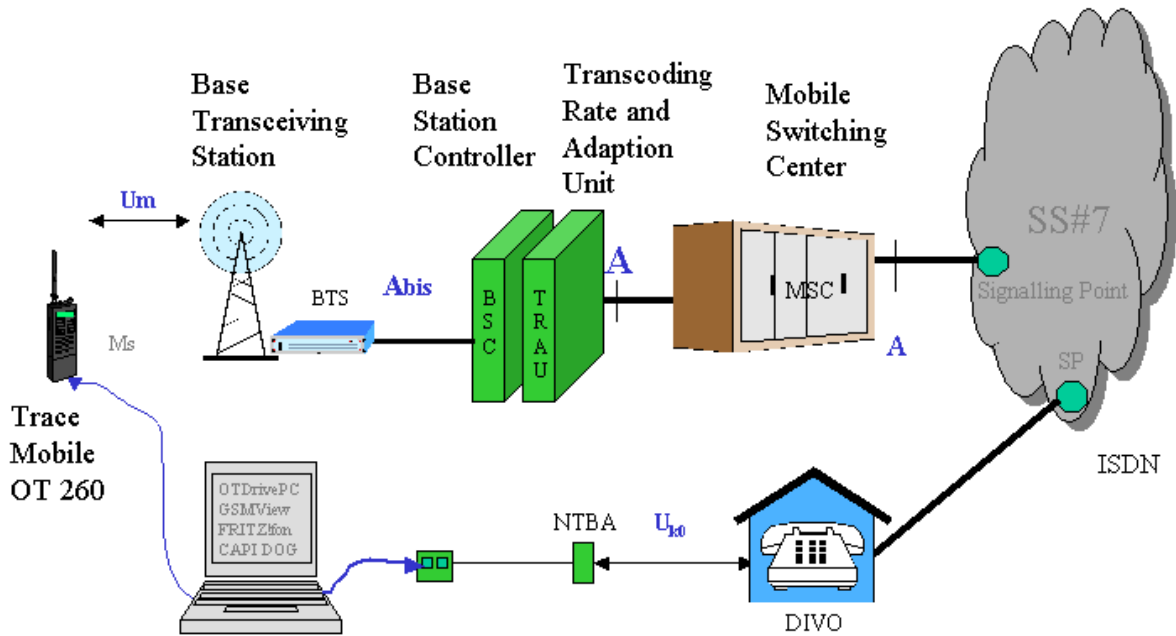 Base
Transceiving
Station
Base
Station
Controller
Transcoding
Rate and
Adaption
Unit
Mobile
Switching
Center
Um
Ms
BTS
Abis
BSC
TRAU
A
MSC
A
SS#7
Signalling Point
SP
ISDN
Trace
Mobile
OT 260
OTDrivePC
GSMView
FRITZ!fon
CAPI DOG
NTBA
Uk0
DIVO